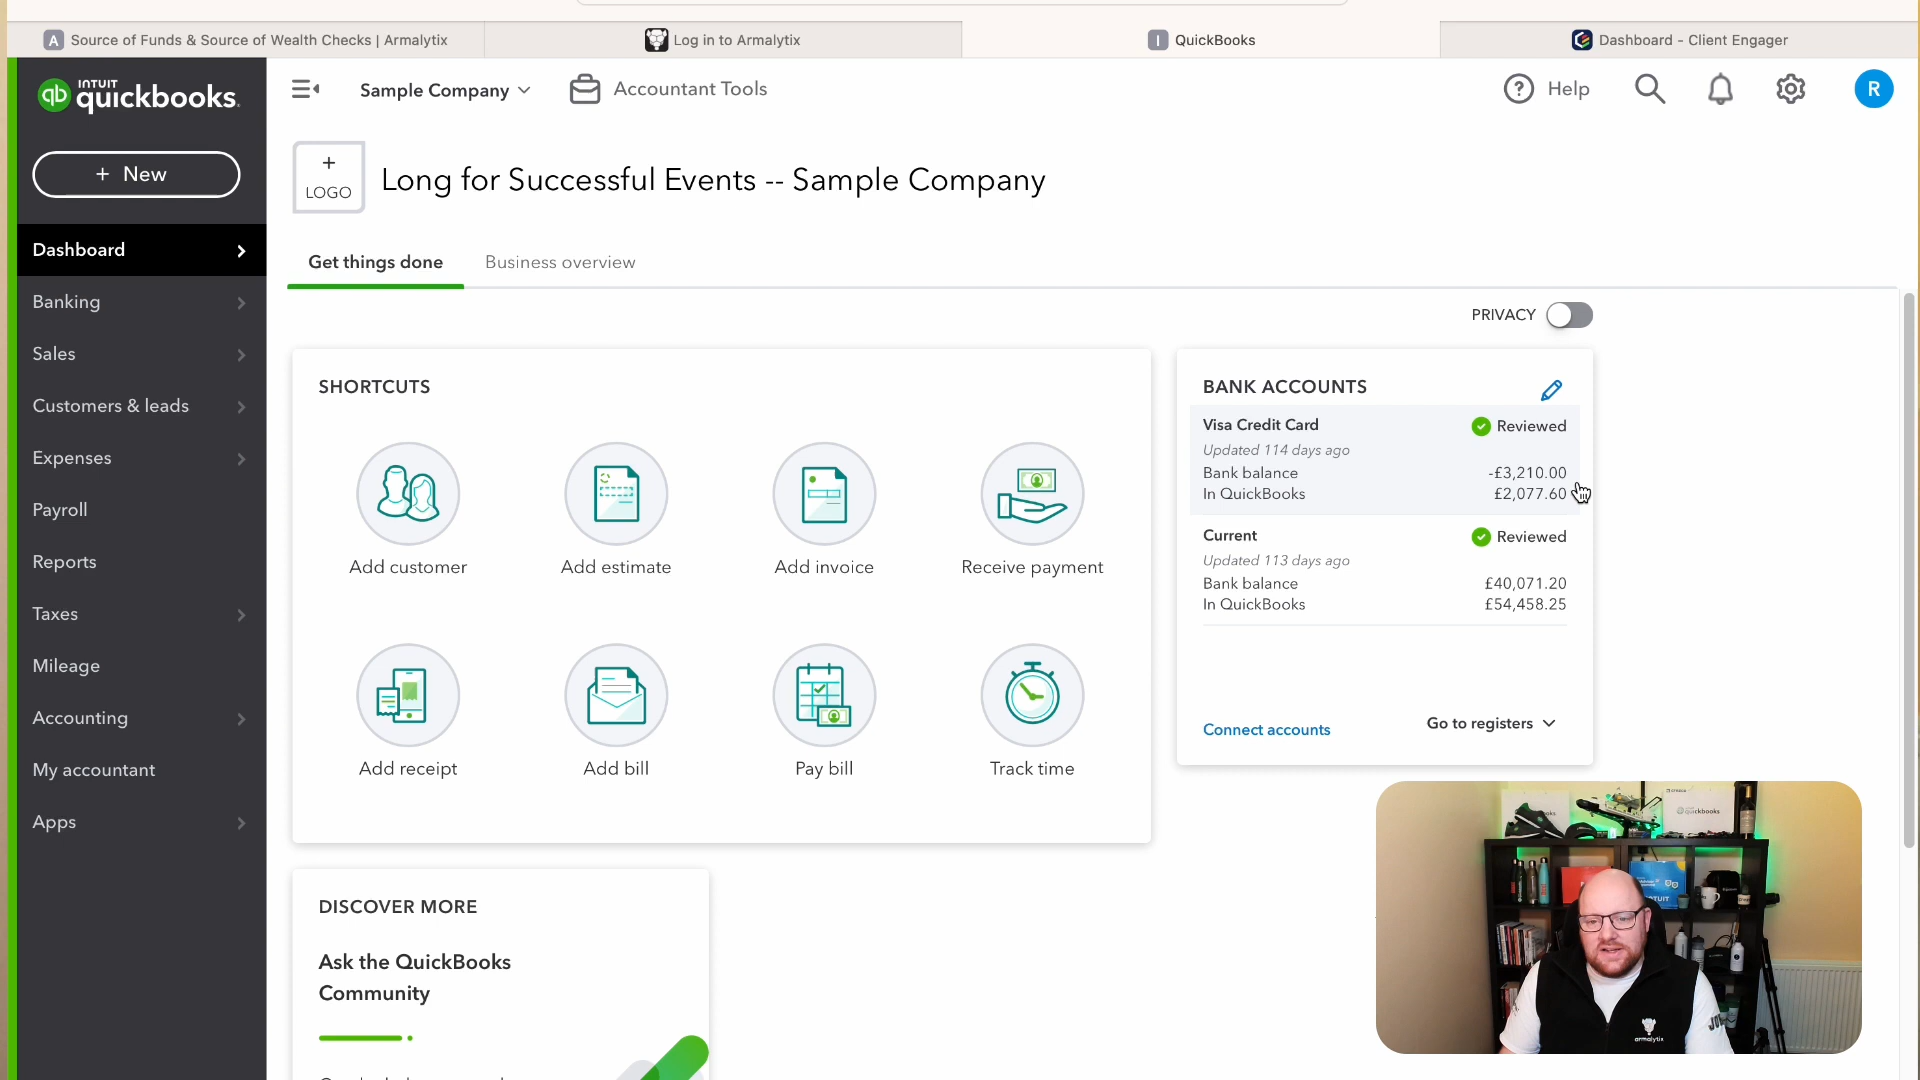 A Source of Funds & Source of Wealth Checks | Armalytix
Log in to Armalytix
I QuickBooks
Dashboard - Client Engager
INTUIT
qb quickbooks.
Sample Company
Accountant Tools
? Help
R
+ New
+
LOGO
Long for Successful Events -- Sample Company
Dashboard
Banking
Sales
Customers & leads
Expenses
Payroll
Reports
Taxes
Mileage
Accounting
My accountant
Apps
Get things done
Business overview
PRIVACY
SHORTCUTS
Add customer
Add estimate
Add invoice
Receive payment
Add receipt
Add bill
Pay bill
Track time
BANK ACCOUNTS
Visa Credit Card
Reviewed
Updated 114 days ago
Bank balance
-£3,210.00
In QuickBooks
£2,077.60
Current
Reviewed
Updated 113 days ago
Bank balance
£40,071.20
In QuickBooks
£54,458.25
Connect accounts
Go to registers
DISCOVER MORE
Ask the QuickBooks
Community
quickbooks
armalytix